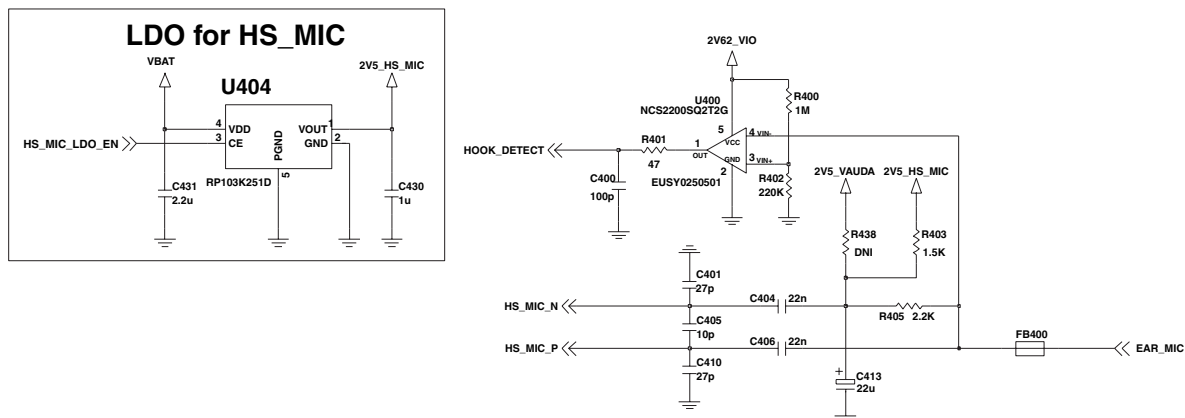 LDO for HS_MIC
VBAT
2V5_HS_MIC
U404
4
VDD
VOUT
1
HS_MIC_LDO_EN
3
CE
GND
2
PGND
5
RP103K251D
C431
2.2u
C430
1u
2V62_VIO
U400
NCS2200SQ2T2G
R400
1M
5
VCC
4
VIN-
HOOK_DETECT
R401
47
1
OUT
GND
3
VIN+
2
EUSY0250501
C400
100p
R402
220K
2V5_VAUDA
2V5_HS_MIC
R438
DNI
R403
1.5K
C401
27p
HS_MIC_N
C404
22n
R405
2.2K
C405
10p
HS_MIC_P
C406
22n
FB400
EAR_MIC
C410
27p
+
C413
22u